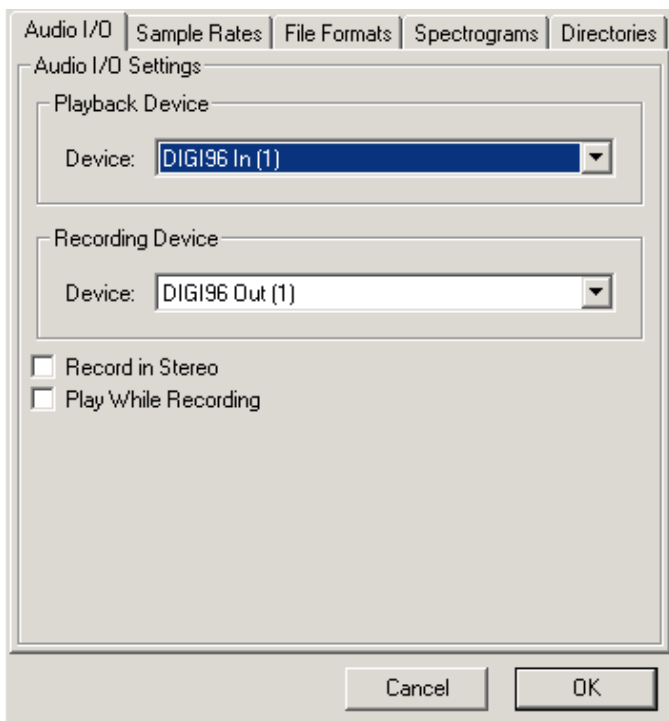 Audio I/O Sample Rates File Formats Spectrograms Directories
Audio I/O Settings
Playback Device
Device: DIGI96 In (1)
Recording Device
Device: DIGI96 Out (1)
Record in Stereo
Play While Recording
Cancel OK